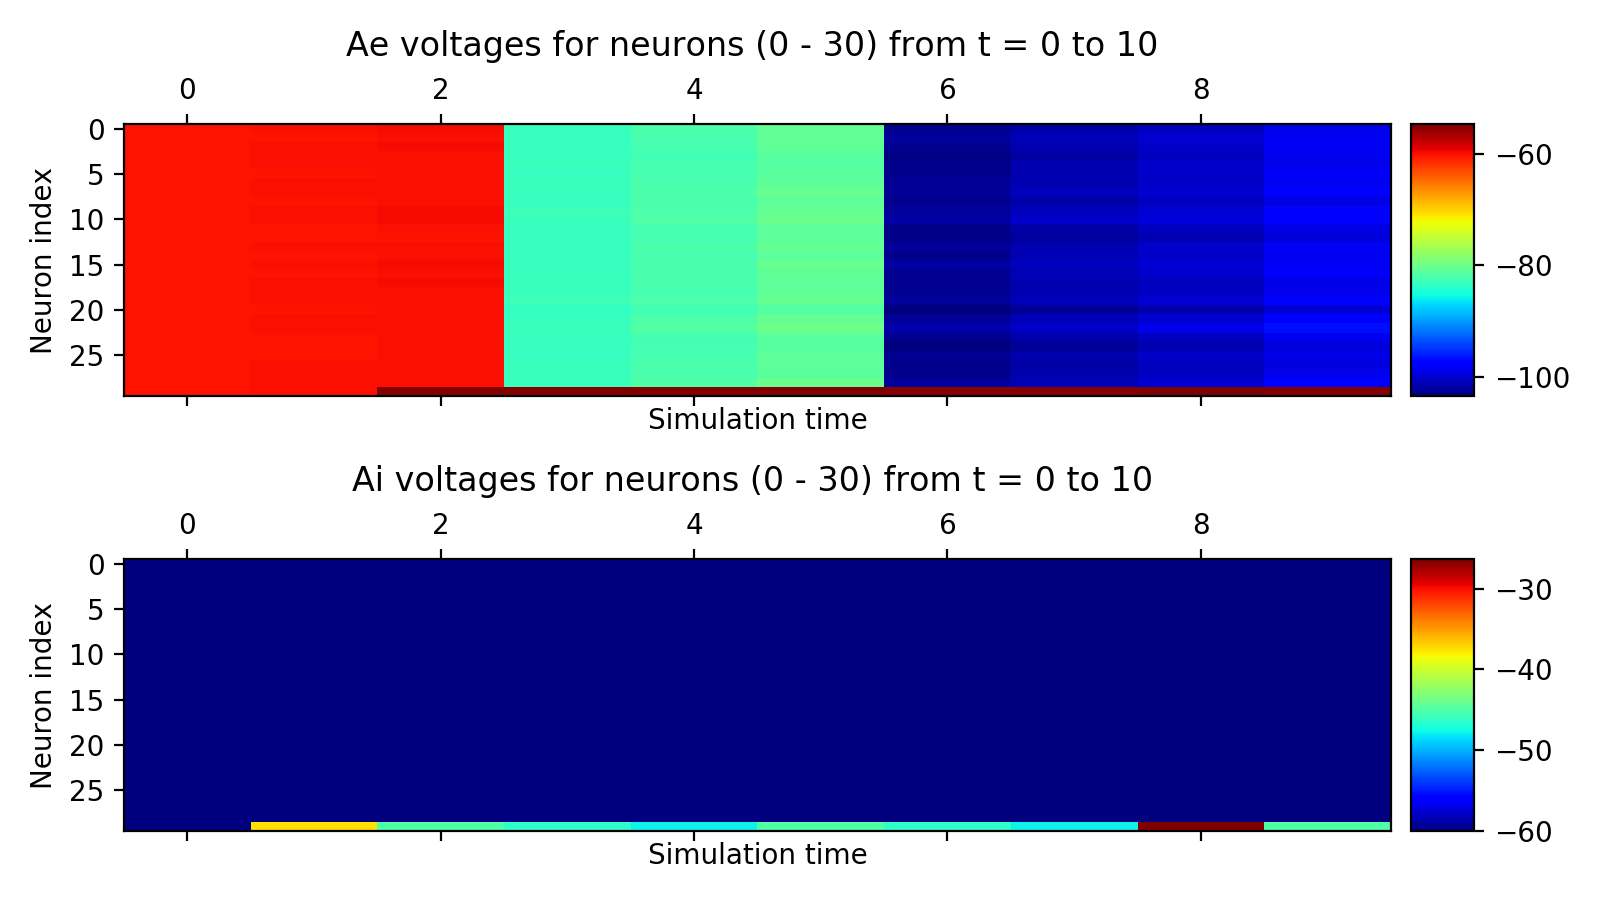 Ae voltages for neurons (0 - 30) from t = 0 to 10
0 2 4 6 8
0
5
10
15
20
25
Neuron index
Simulation time
−60
−80
−100
Ai voltages for neurons (0 - 30) from t = 0 to 10
0 2 4 6 8
0
5
10
15
20
25
Neuron index
Simulation time
−30
−40
−50
−60